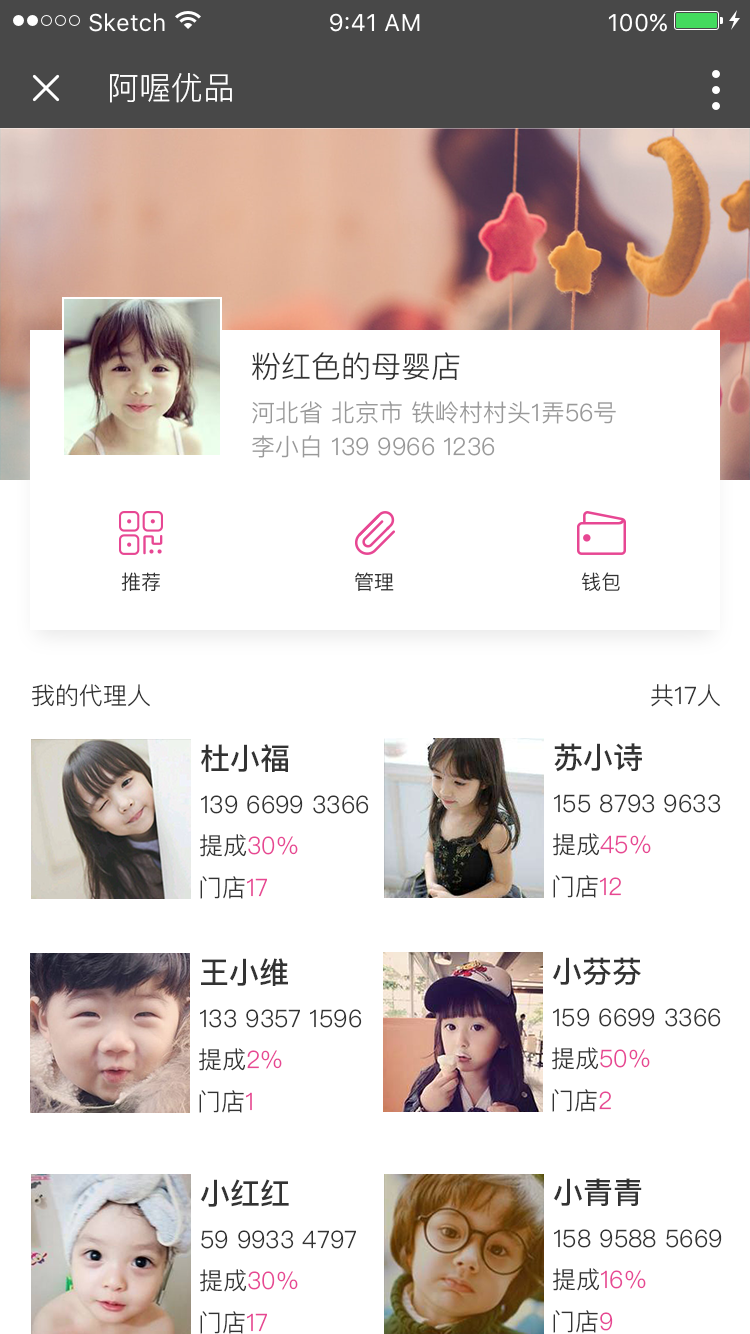 Sketch 9:41 AM 100%
阿喔优品
粉红色的母婴店
河北省 北京市 铁岭村村头1弄56号
李小白 139 9966 1236
推荐 管理 钱包
我的代理人 共17人
杜小福
139 6699 3366
提成30%
门店17
苏小诗
155 8793 9633
提成45%
门店12
王小维
133 9357 1596
提成2%
门店1
小芬芬
159 6699 3366
提成50%
门店2
小红红
59 9933 4797
提成30%
门店17
小青青
158 9588 5669
提成16%
门店9